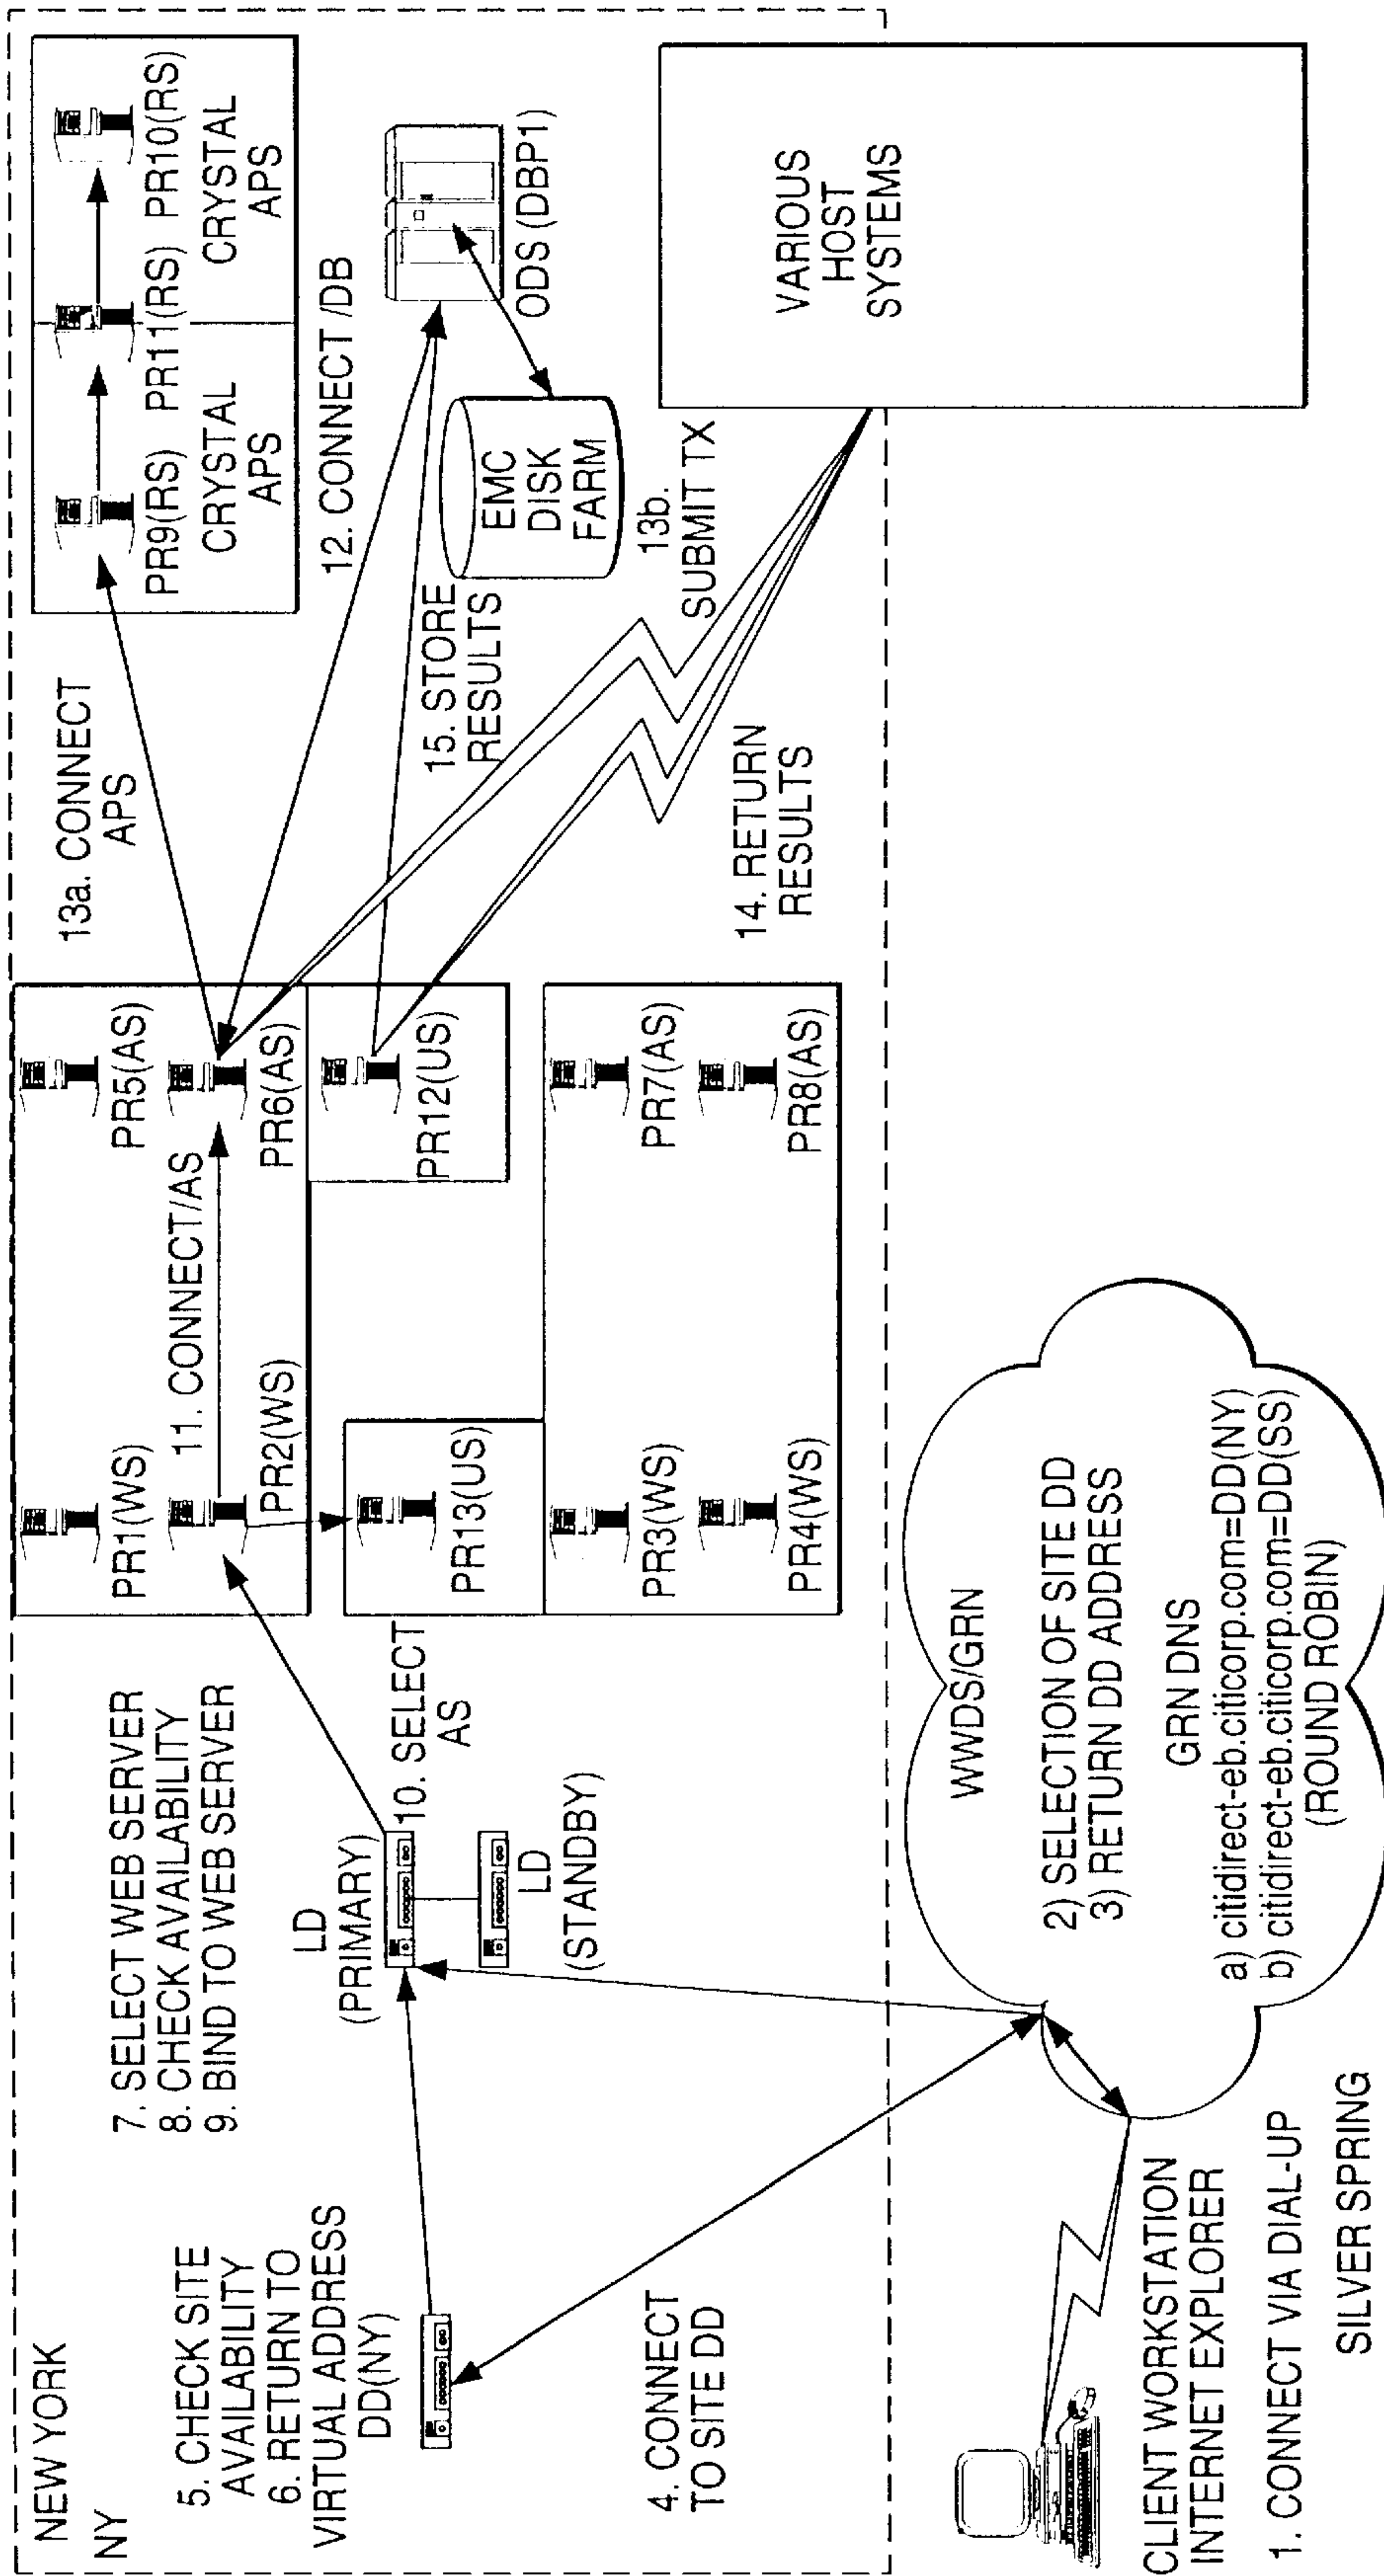 NEW YORK
NY
5. CHECK SITE
AVAILABILITY
6. RETURN TO
VIRTUAL ADDRESS
DD(NY)
4. CONNECT
TO SITE DD
7. SELECT WEB SERVER
8. CHECK AVAILABILITY
9. BIND TO WEB SERVER
LD
(PRIMARY)
10. SELECT
AS
LD
(STANDBY)
PR1(WS)
11. CONNECT/AS
PR2(WS)
PR13(US)
PR3(WS)
PR4(WS)
PR5(AS)
PR6(AS)
PR12(US)
PR7(AS)
PR8(AS)
13a. CONNECT
APS
PR9(RS)
PR11(RS)
PR10(RS)
CRYSTAL
APS
CRYSTAL
APS
12. CONNECT /DB
15. STORE
RESULTS
EMC
DISK
FARM
ODS (DBP1)
13b.
SUBMIT TX
14. RETURN
RESULTS
VARIOUS
HOST
SYSTEMS
CLIENT WORKSTATION
INTERNET EXPLORER
1. CONNECT VIA DIAL-UP
SILVER SPRING
WWDS/GRN
2) SELECTION OF SITE DD
3) RETURN DD ADDRESS
GRN DNS
a) citidirect-eb.citicorp.com=DD(NY)
b) citidirect-eb.citicorp.com=DD(SS)
(ROUND ROBIN)